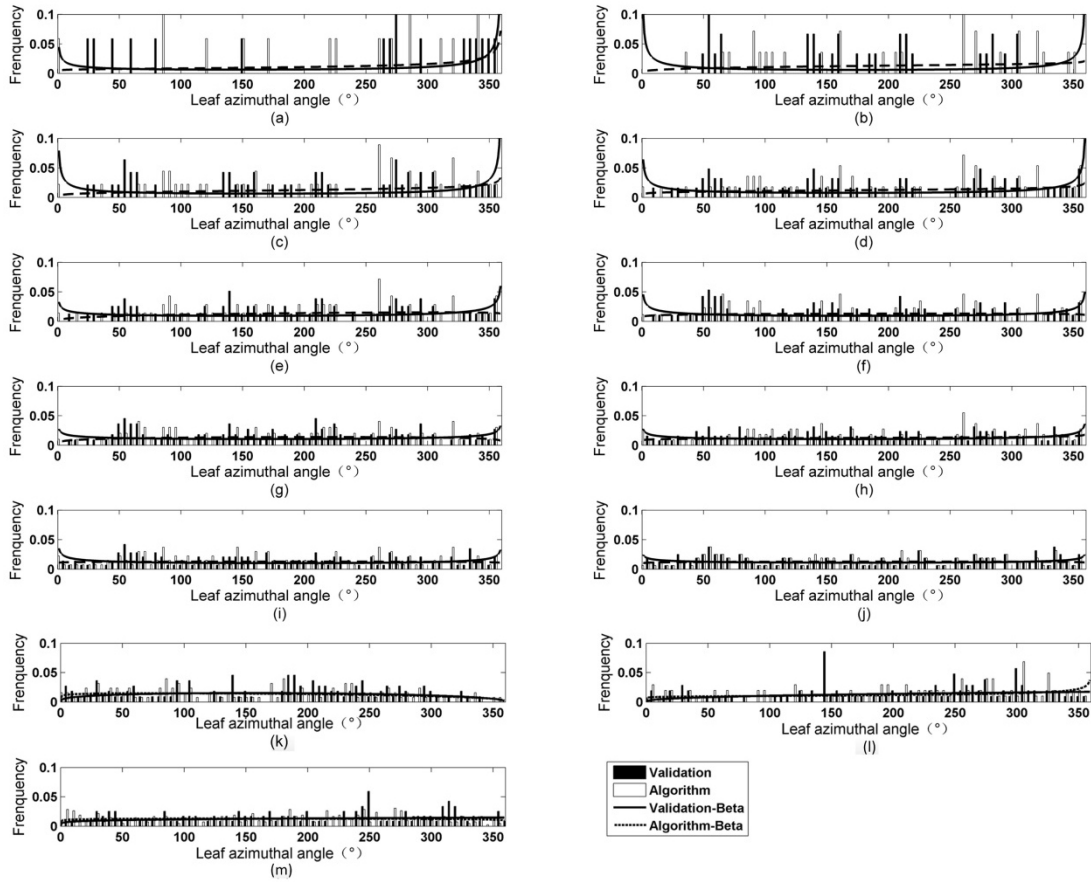 Frenquency
0.1
0.05
0
0 50 100 150 200 250 300 350
Leaf azimuthal angle（°）
(a)
Frenquency
0.1
0.05
0
0 50 100 150 200 250 300 350
Leaf azimuthal angle（°）
(b)
Frenquency
0.1
0.05
0
0 50 100 150 200 250 300 350
Leaf azimuthal angle（°）
(c)
Frenquency
0.1
0.05
0
0 50 100 150 200 250 300 350
Leaf azimuthal angle（°）
(d)
Frenquency
0.1
0.05
0
0 50 100 150 200 250 300 350
Leaf azimuthal angle（°）
(e)
Frenquency
0.1
0.05
0
0 50 100 150 200 250 300 350
Leaf azimuthal angle（°）
(f)
Frenquency
0.1
0.05
0
0 50 100 150 200 250 300 350
Leaf azimuthal angle（°）
(g)
Frenquency
0.1
0.05
0
0 50 100 150 200 250 300 350
Leaf azimuthal angle（°）
(h)
Frenquency
0.1
0.05
0
0 50 100 150 200 250 300 350
Leaf azimuthal angle（°）
(i)
Frenquency
0.1
0.05
0
0 50 100 150 200 250 300 350
Leaf azimuthal angle（°）
(j)
Frenquency
0.1
0.05
0
0 50 100 150 200 250 300 350
Leaf azimuthal angle（°）
(k)
Frenquency
0.1
0.05
0
0 50 100 150 200 250 300 350
Leaf azimuthal angle（°）
(l)
Frenquency
0.1
0.05
0
0 50 100 150 200 250 300 350
Leaf azimuthal angle（°）
(m)
Validation
Algorithm
Validation-Beta
Algorithm-Beta